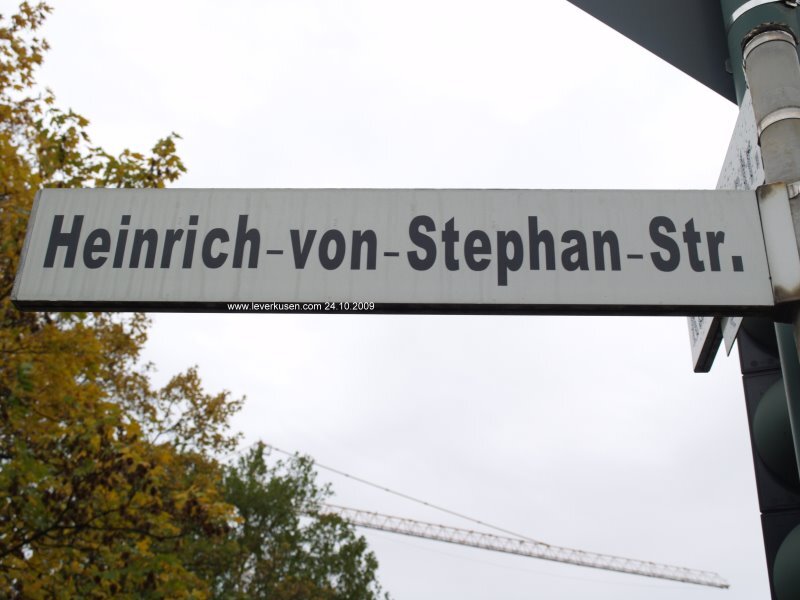 Heinrich-von-Stephan-Str.
www.leverkusen.com 24.10.2009